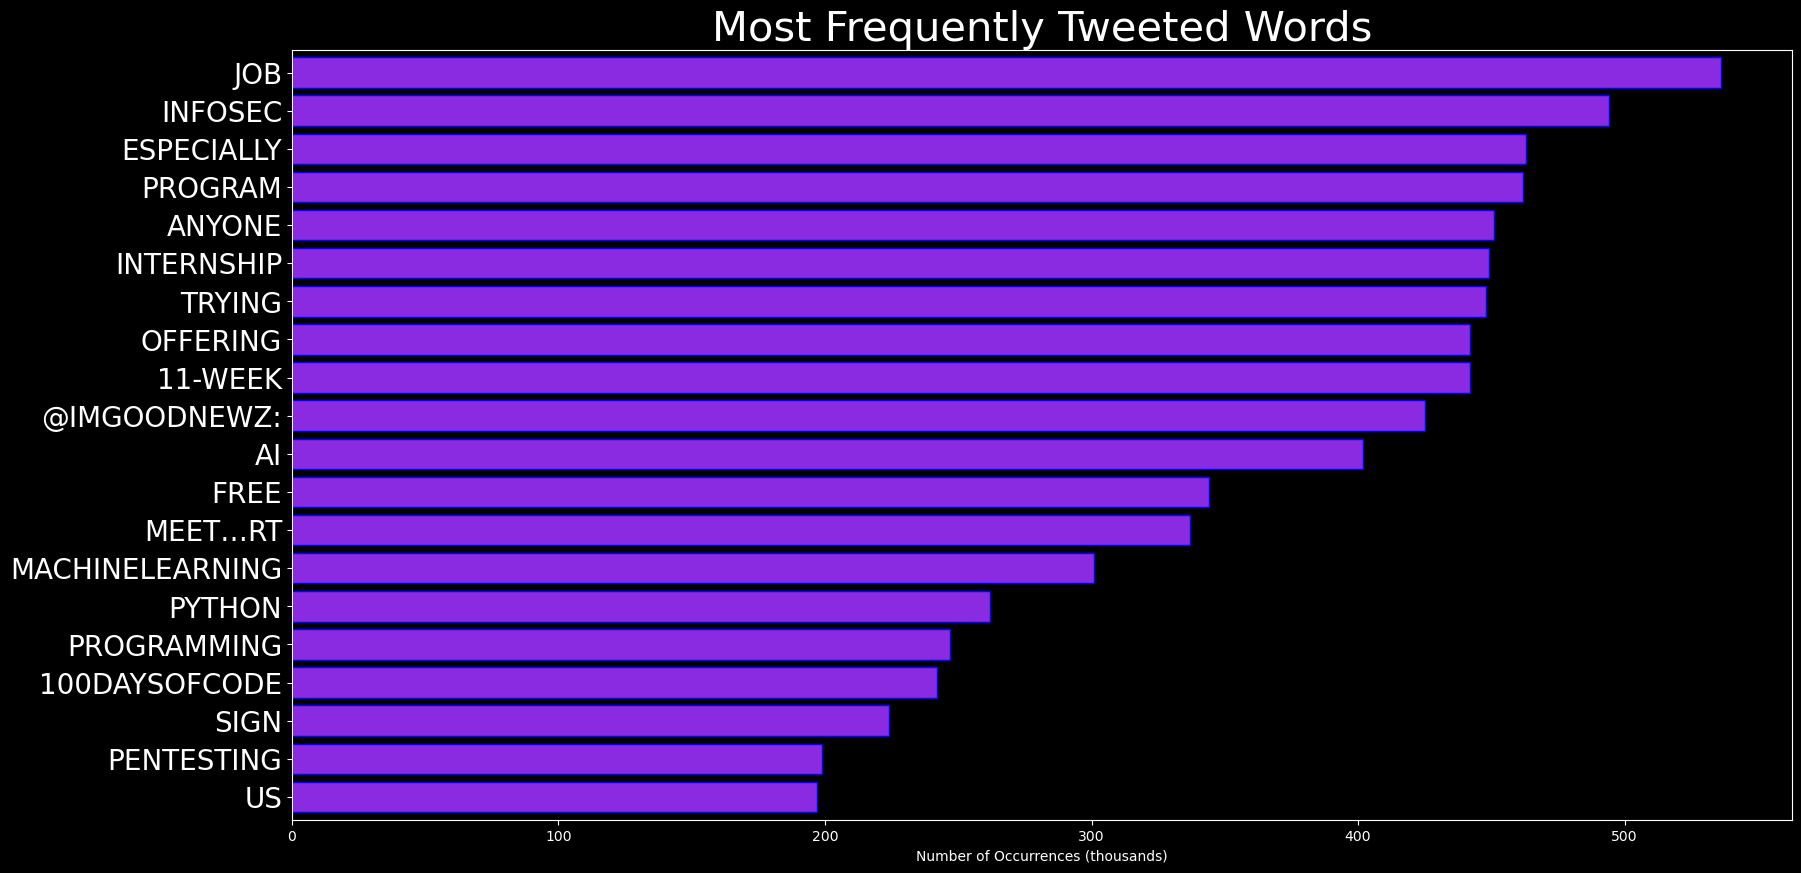 Most Frequently Tweeted Words
JOB
INFOSEC
ESPECIALLY
PROGRAM
ANYONE
INTERNSHIP
TRYING
OFFERING
11-WEEK
@IMGOODNEWZ:
AI
FREE
MEET…RT
MACHINELEARNING
PYTHON
PROGRAMMING
100DAYSOFCODE
SIGN
PENTESTING
US
0 100 200 300 400 500
Number of Occurrences (thousands)